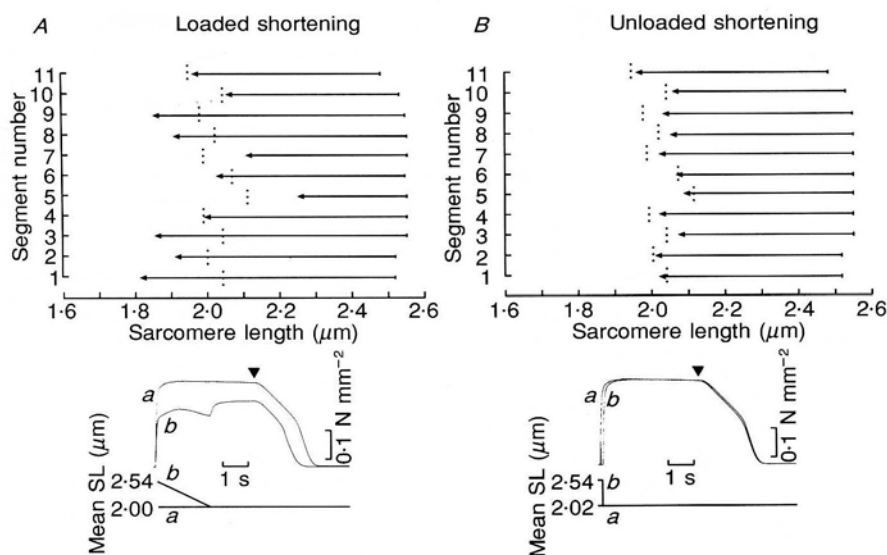 A Loaded shortening
Segment number
11
10
9
8
7
6
5
4
3
2
1
1·6 1·8 2·0 2·2 2·4 2·6
Sarcomere length (μm)
a
b
0·1 N mm⁻²
1 s
Mean SL (μm)
b
2·54
2·00
a
B Unloaded shortening
Segment number
11
10
9
8
7
6
5
4
3
2
1
1·6 1·8 2·0 2·2 2·4 2·6
Sarcomere length (μm)
a
b
0·1 N mm⁻²
1 s
Mean SL (μm)
2·54 b
2·02
a